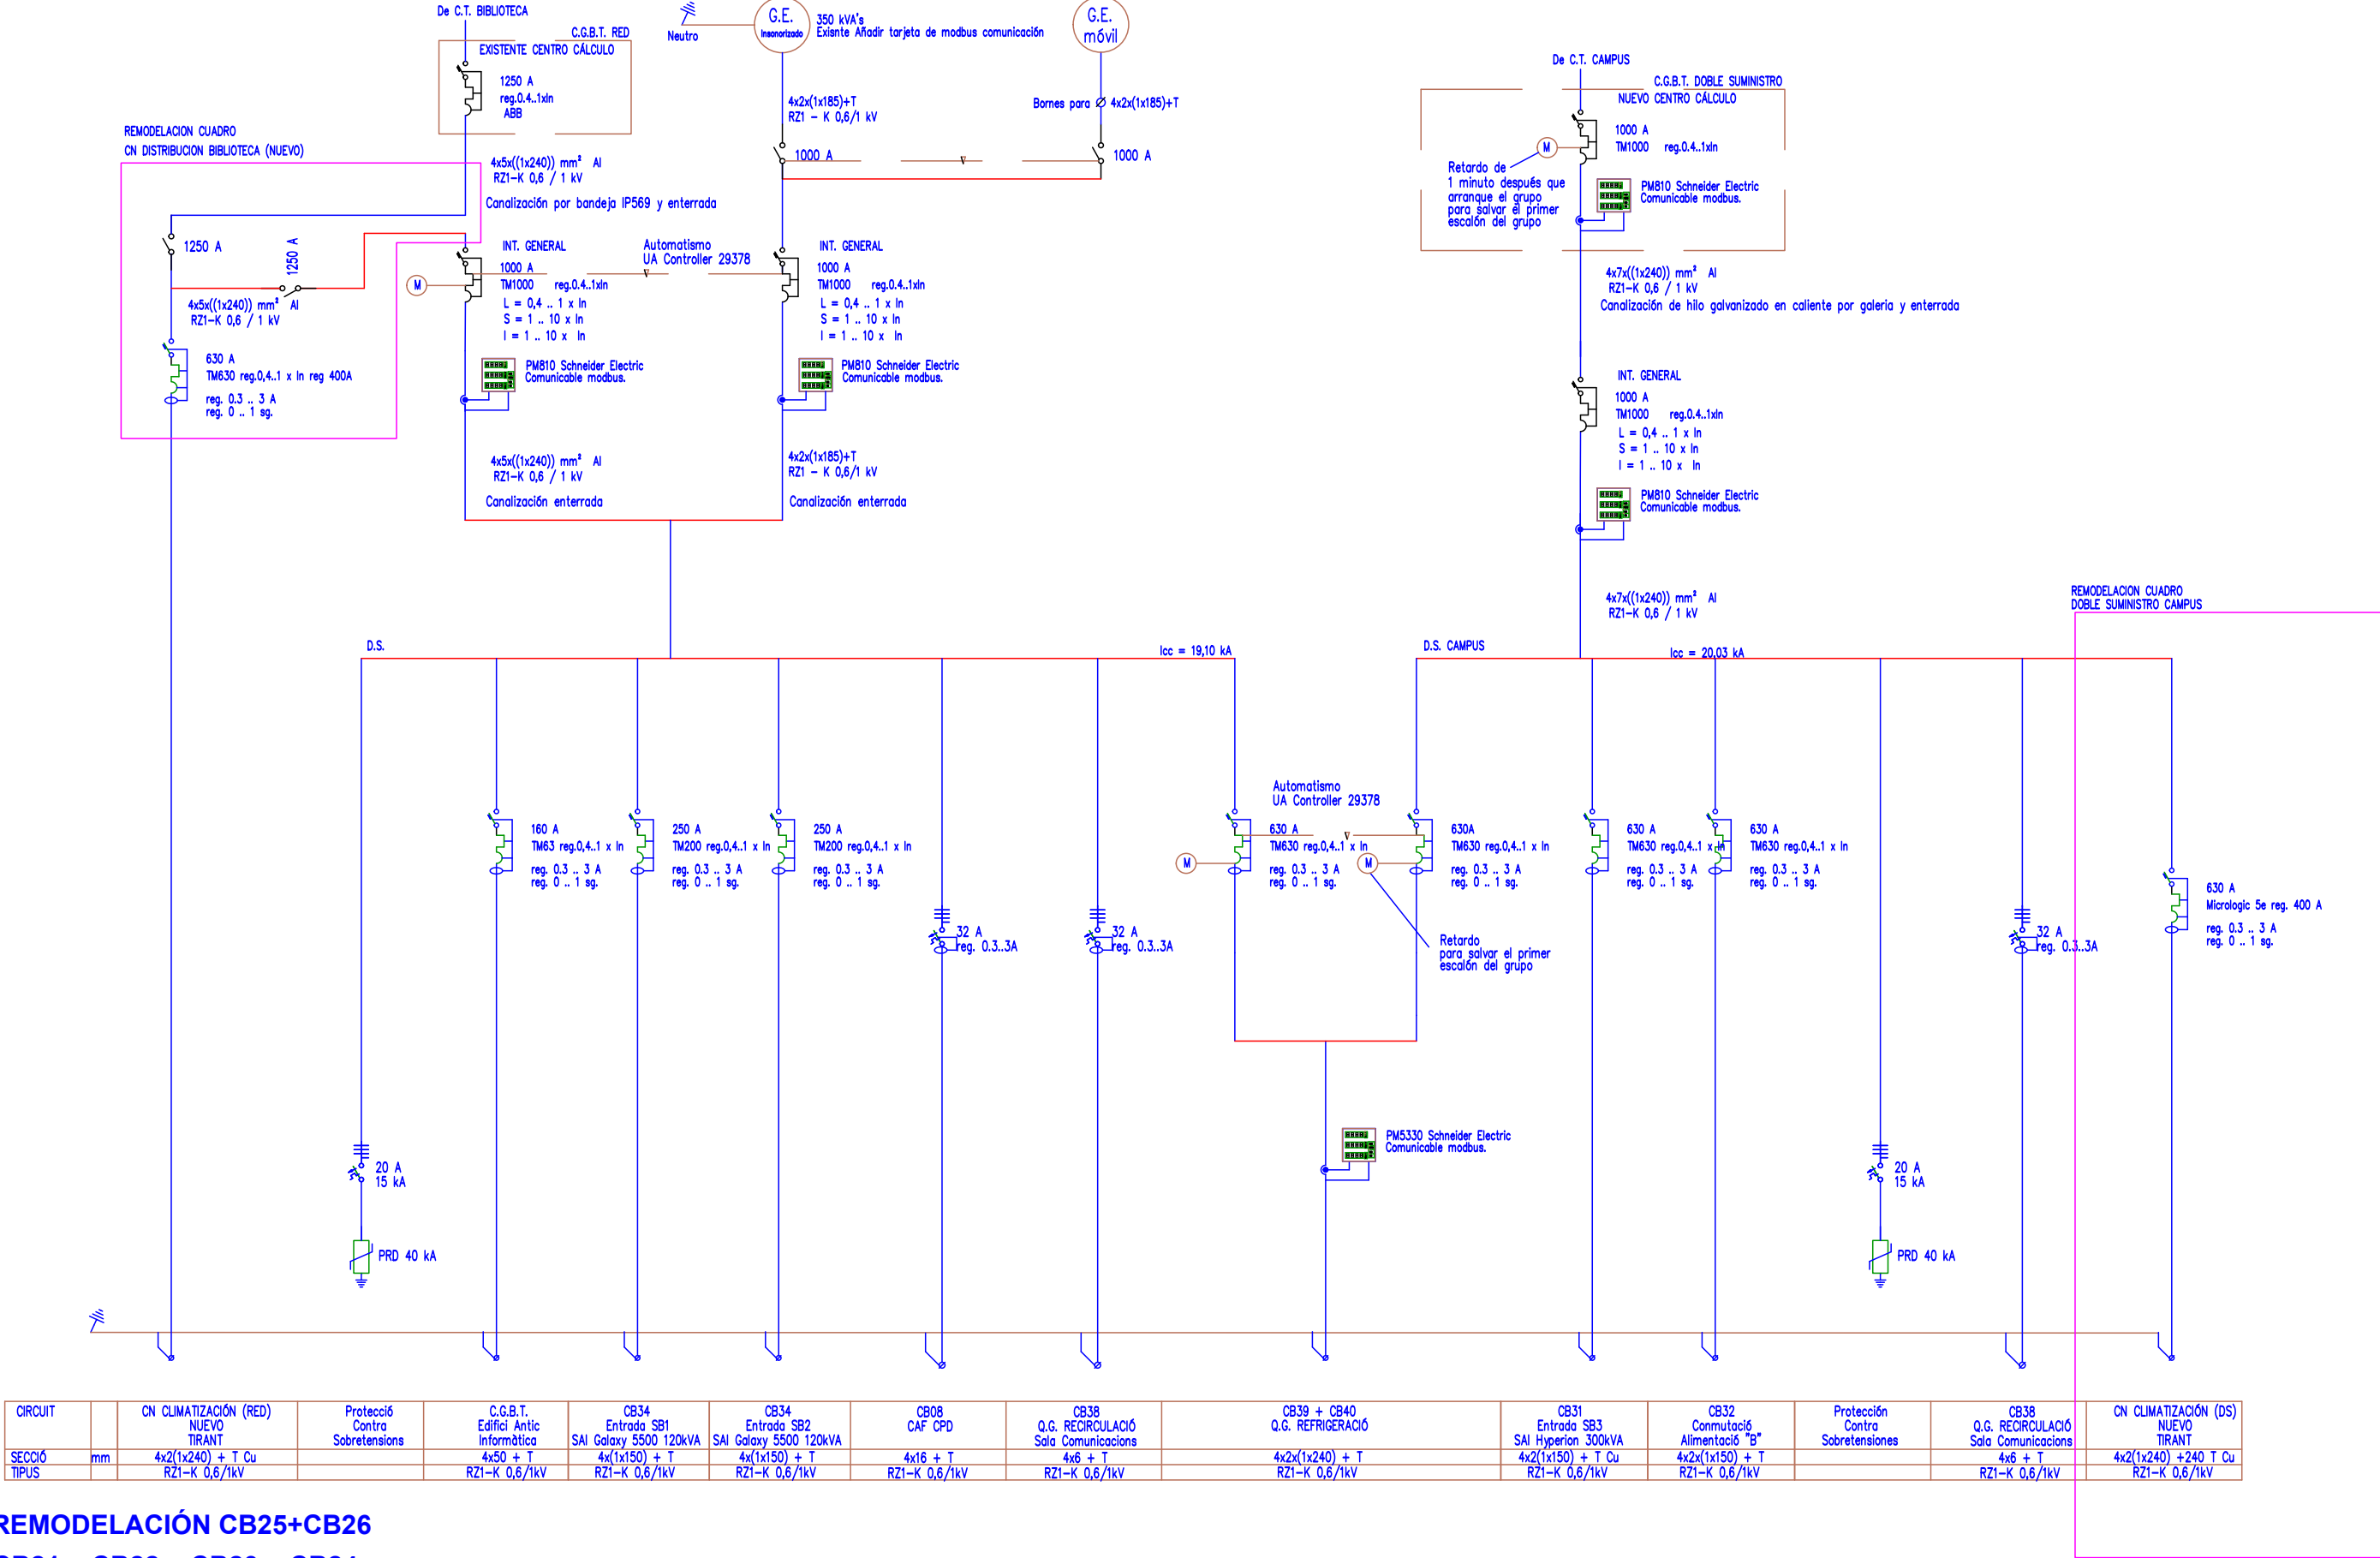 De C.T. BIBLIOTECA
C.G.B.T. RED
EXISTENTE CENTRO CÁLCULO
1250 A
reg.0.4..1xIn
ABB
Neutro
G.E.
Insonorizado
350 kVA's
Exisnte Añadir tarjeta de modbus comunicación
G.E.
móvil
4x2x(1x185)+T
RZ1 - K 0,6/1 kV
Bornes para
4x2x(1x185)+T
1000 A
1000 A
De C.T. CAMPUS
C.G.B.T. DOBLE SUMINISTRO
NUEVO CENTRO CÁLCULO
1000 A
TM1000 reg.0.4..1xIn
M
Retardo de
1 minuto después que
arranque el grupo
para salvar el primer
escalón del grupo
PM810 Schneider Electric
Comunicable modbus.
REMODELACION CUADRO
CN DISTRIBUCION BIBLIOTECA (NUEVO)
4x5x((1x240)) mm² Al
RZ1-K 0,6 / 1 kV
Canalización por bandeja IP569 y enterrada
1250 A
1250 A
4x5x((1x240)) mm² Al
RZ1-K 0,6 / 1 kV
630 A
TM630 reg.0,4..1 x In reg 400A
reg. 0.3 .. 3 A
reg. 0 .. 1 sg.
INT. GENERAL
1000 A
TM1000 reg.0.4..1xIn
L = 0,4 .. 1 x In
S = 1 .. 10 x In
I = 1 .. 10 x In
M
Automatismo
UA Controller 29378
INT. GENERAL
1000 A
TM1000 reg.0.4..1xIn
L = 0,4 .. 1 x In
S = 1 .. 10 x In
I = 1 .. 10 x In
PM810 Schneider Electric
Comunicable modbus.
PM810 Schneider Electric
Comunicable modbus.
4x5x((1x240)) mm² Al
RZ1-K 0,6 / 1 kV
Canalización enterrada
4x2x(1x185)+T
RZ1 - K 0,6/1 kV
Canalización enterrada
4x7x((1x240)) mm² Al
RZ1-K 0,6 / 1 kV
Canalización de hilo galvanizado en caliente por galeria y enterrada
INT. GENERAL
1000 A
TM1000 reg.0.4..1xIn
L = 0,4 .. 1 x In
S = 1 .. 10 x In
I = 1 .. 10 x In
PM810 Schneider Electric
Comunicable modbus.
4x7x((1x240)) mm² Al
RZ1-K 0,6 / 1 kV
REMODELACION CUADRO
DOBLE SUMINISTRO CAMPUS
D.S.
Icc = 19,10 kA
D.S. CAMPUS
Icc = 20,03 kA
160 A
TM63 reg.0,4..1 x In
reg. 0.3 .. 3 A
reg. 0 .. 1 sg.
250 A
TM200 reg.0,4..1 x In
reg. 0.3 .. 3 A
reg. 0 .. 1 sg.
250 A
TM200 reg.0,4..1 x In
reg. 0.3 .. 3 A
reg. 0 .. 1 sg.
32 A
reg. 0.3..3A
32 A
reg. 0.3..3A
Automatismo
UA Controller 29378
630 A
TM630 reg.0,4..1 x In
reg. 0.3 .. 3 A
reg. 0 .. 1 sg.
M
630A
TM630 reg.0,4..1 x In
reg. 0.3 .. 3 A
reg. 0 .. 1 sg.
M
Retardo
para salvar el primer
escalón del grupo
630 A
TM630 reg.0,4..1 x In
reg. 0.3 .. 3 A
reg. 0 .. 1 sg.
630 A
TM630 reg.0,4..1 x In
reg. 0.3 .. 3 A
reg. 0 .. 1 sg.
32 A
reg. 0.3..3A
630 A
Micrologic 5e reg. 400 A
reg. 0.3 .. 3 A
reg. 0 .. 1 sg.
PM5330 Schneider Electric
Comunicable modbus.
20 A
15 kA
PRD 40 kA
20 A
15 kA
PRD 40 kA
CIRCUIT
CN CLIMATIZACIÓN (RED)
NUEVO
TIRANT
Protecció
Contra
Sobretensions
C.G.B.T.
Edifici Antic
Informàtica
CB34
Entrada SB1
SAI Galaxy 5500 120kVA
CB34
Entrada SB2
SAI Galaxy 5500 120kVA
CB08
CAF CPD
CB38
Q.G. RECIRCULACIÓ
Sala Comunicacions
CB39 + CB40
Q.G. REFRIGERACIÓ
CB31
Entrada SB3
SAI Hyperion 300kVA
CB32
Conmutació
Alimentació "B"
Protección
Contra
Sobretensiones
CB38
Q.G. RECIRCULACIÓ
Sala Comunicacions
CN CLIMATIZACIÓN (DS)
NUEVO
TIRANT
SECCIÓ mm 4x2(1x240) + T Cu 4x50 + T 4x(1x150) + T 4x(1x150) + T 4x16 + T 4x6 + T 4x2x(1x240) + T 4x2(1x150) + T Cu 4x2x(1x150) + T 4x6 + T 4x2(1x240) +240 T Cu
TIPUS RZ1-K 0,6/1kV RZ1-K 0,6/1kV RZ1-K 0,6/1kV RZ1-K 0,6/1kV RZ1-K 0,6/1kV RZ1-K 0,6/1kV RZ1-K 0,6/1kV RZ1-K 0,6/1kV RZ1-K 0,6/1kV RZ1-K 0,6/1kV RZ1-K 0,6/1kV
REMODELACIÓN CB25+CB26